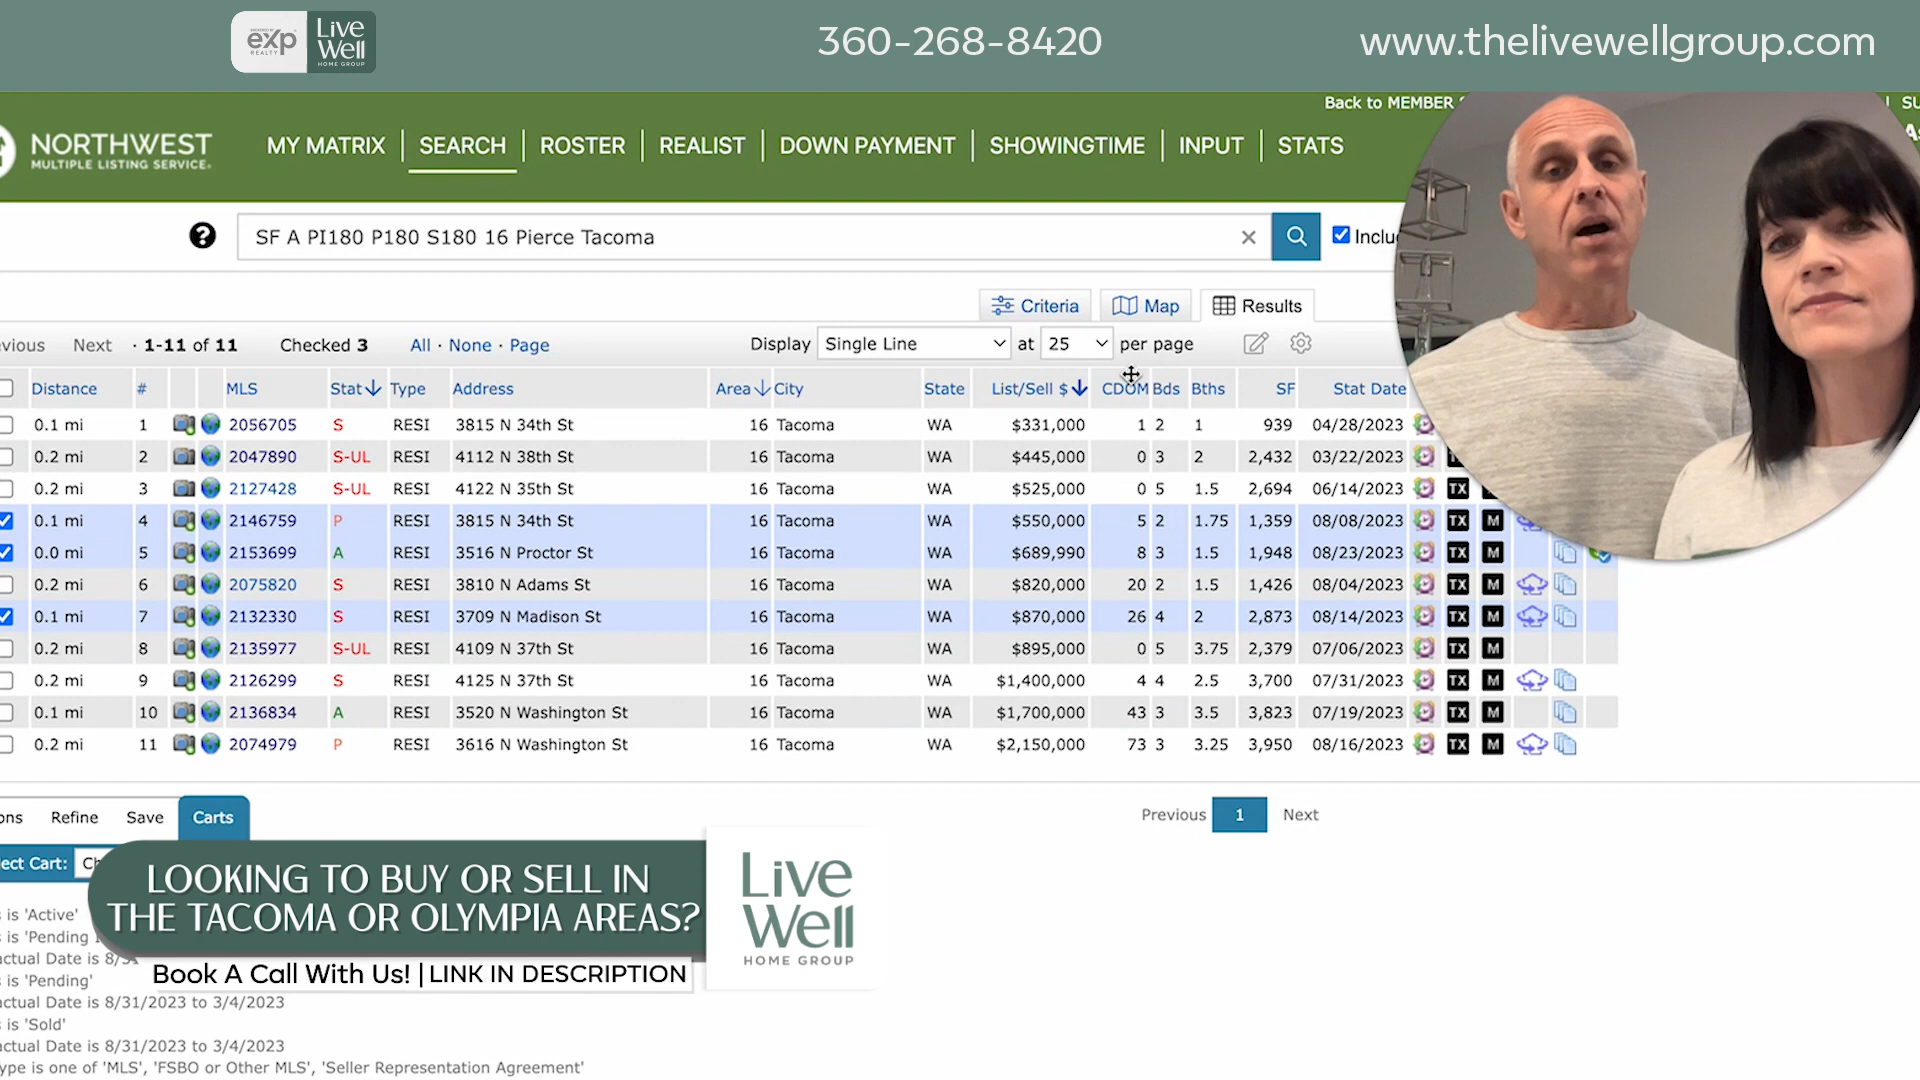 POWERED BY
eXp
REALTY
Live
Well
HOME GROUP
360-268-8420
www.thelivewellgroup.com
Back to MEMBER
NORTHWEST
MULTIPLE LISTING SERVICE.
MY MATRIX SEARCH ROSTER REALIST DOWN PAYMENT SHOWINGTIME INPUT STATS
? SF A PI180 P180 S180 16 Pierce Tacoma
Criteria Map Results
Next · 1-11 of 11 Checked 3 All · None · Page Display Single Line at 25 per page
Distance # MLS Stat Type Address Area City State List/Sell $ CDOM Bds Bths SF Stat Date
0.1 mi 1 2056705 S RESI 3815 N 34th St 16 Tacoma WA $331,000 1 2 1 939 04/28/2023
0.2 mi 2 2047890 S-UL RESI 4112 N 38th St 16 Tacoma WA $445,000 0 3 2 2,432 03/22/2023
0.2 mi 3 2127428 S-UL RESI 4122 N 35th St 16 Tacoma WA $525,000 0 5 1.5 2,694 06/14/2023 TX
0.1 mi 4 2146759 P RESI 3815 N 34th St 16 Tacoma WA $550,000 5 2 1.75 1,359 08/08/2023 TX M
0.0 mi 5 2153699 A RESI 3516 N Proctor St 16 Tacoma WA $689,990 8 3 1.5 1,948 08/23/2023 TX M
0.2 mi 6 2075820 S RESI 3810 N Adams St 16 Tacoma WA $820,000 20 2 1.5 1,426 08/04/2023 TX M
0.1 mi 7 2132330 S RESI 3709 N Madison St 16 Tacoma WA $870,000 26 4 2 2,873 08/14/2023 TX M
0.2 mi 8 2135977 S-UL RESI 4109 N 37th St 16 Tacoma WA $895,000 0 5 3.75 2,379 07/06/2023 TX M
0.2 mi 9 2126299 S RESI 4125 N 37th St 16 Tacoma WA $1,400,000 4 4 2.5 3,700 07/31/2023 TX M
0.1 mi 10 2136834 A RESI 3520 N Washington St 16 Tacoma WA $1,700,000 43 3 3.5 3,823 07/19/2023 TX M
0.2 mi 11 2074979 P RESI 3616 N Washington St 16 Tacoma WA $2,150,000 73 3 3.25 3,950 08/16/2023 TX M
Refine Save Carts
Previous 1 Next
Cart:
LOOKING TO BUY OR SELL IN
THE TACOMA OR OLYMPIA AREAS?
Book A Call With Us! | LINK IN DESCRIPTION
Live
Well
HOME GROUP
is 'Active'
is 'Pending
Date is
is 'Pending'
Date is 8/31/2023 to 3/4/2023
is 'Sold'
Date is 8/31/2023 to 3/4/2023
is one of 'MLS', 'FSBO or Other MLS', 'Seller Representation Agreement'